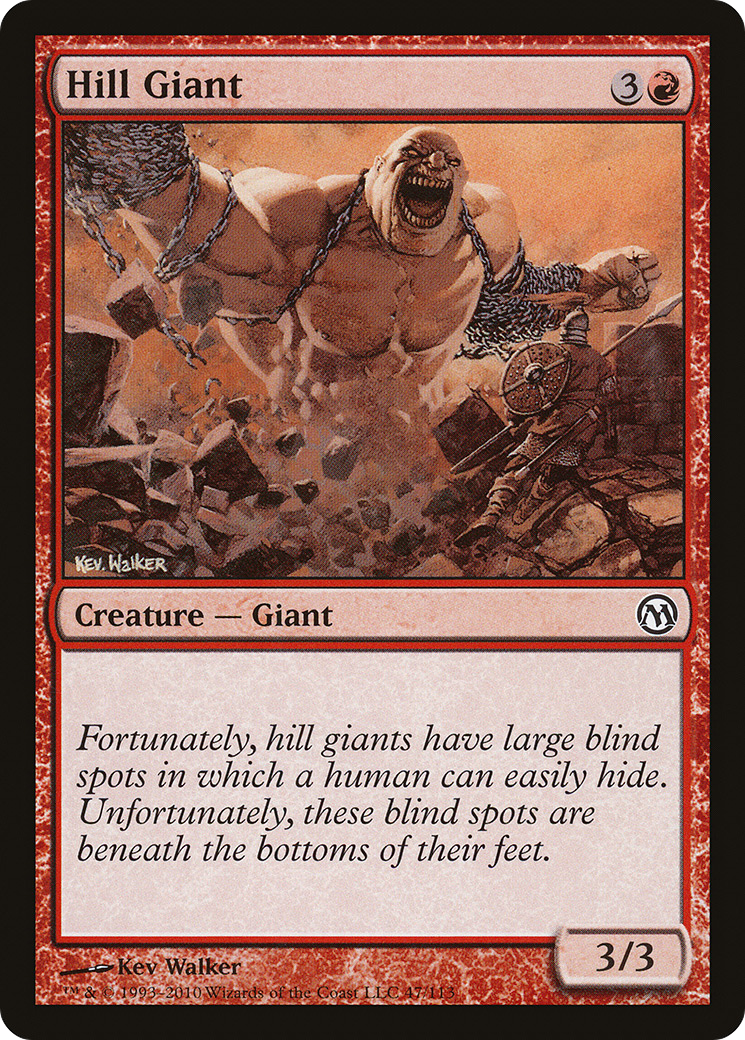 Hill Giant 3
KEV. WALKER
Creature — Giant
Fortunately, hill giants have large blind
spots in which a human can easily hide.
Unfortunately, these blind spots are
beneath the bottoms of their feet.
3/3
Kev Walker
™ & © 1993–2010 Wizards of the Coast LLC 47/113